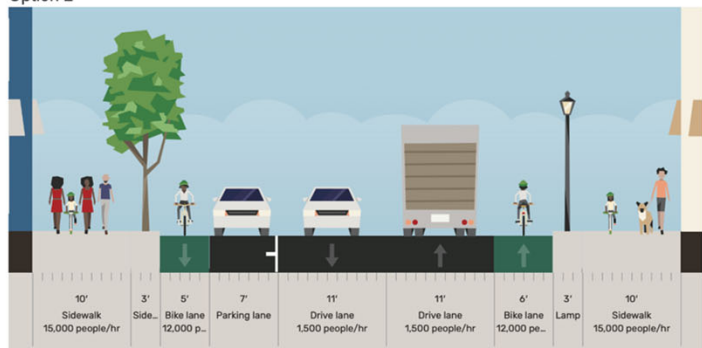 10'
Sidewalk
15,000 people/hr
3'
Side...
5'
Bike lane
12,000 p...
7'
Parking lane
11'
Drive lane
1,500 people/hr
11'
Drive lane
1,500 people/hr
6'
Bike lane
12,000 pe...
3'
Lamp
10'
Sidewalk
15,000 people/hr